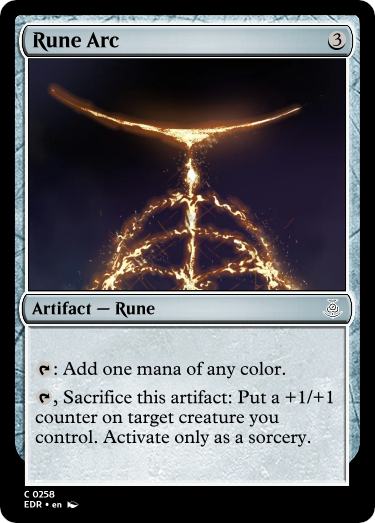 Rune Arc 3
Artifact — Rune
: Add one mana of any color.
, Sacrifice this artifact: Put a +1/+1
counter on target creature you
control. Activate only as a sorcery.
C 0258
EDR • en